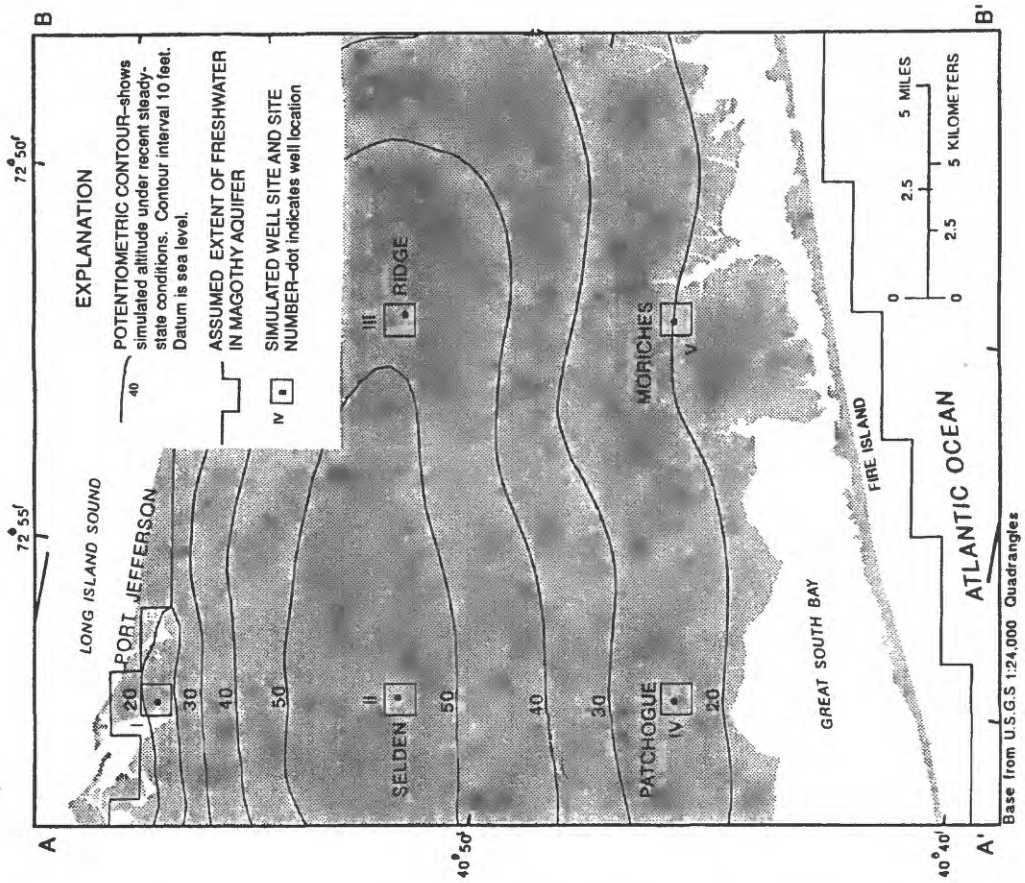 B
B'
A
A'
72°50'
72°55'
40°50'
40°40'
EXPLANATION
40
POTENTIOMETRIC CONTOUR–shows
simulated altitude under recent steady-
state conditions. Contour interval 10 feet.
Datum is sea level.
ASSUMED EXTENT OF FRESHWATER
IN MAGOTHY AQUIFER
IV
SIMULATED WELL SITE AND SITE
NUMBER–dot indicates well location
LONG ISLAND SOUND
PORT JEFFERSON
I
20
30
40
50
SELDEN
II
RIDGE
III
50
40
30
PATCHOGUE
IV
20
MORICHES
V
GREAT SOUTH BAY
FIRE ISLAND
ATLANTIC OCEAN
0 5 MILES
0 2.5 2.5 5 5 KILOMETERS
Base from U.S.G.S 1:24,000 Quadrangles